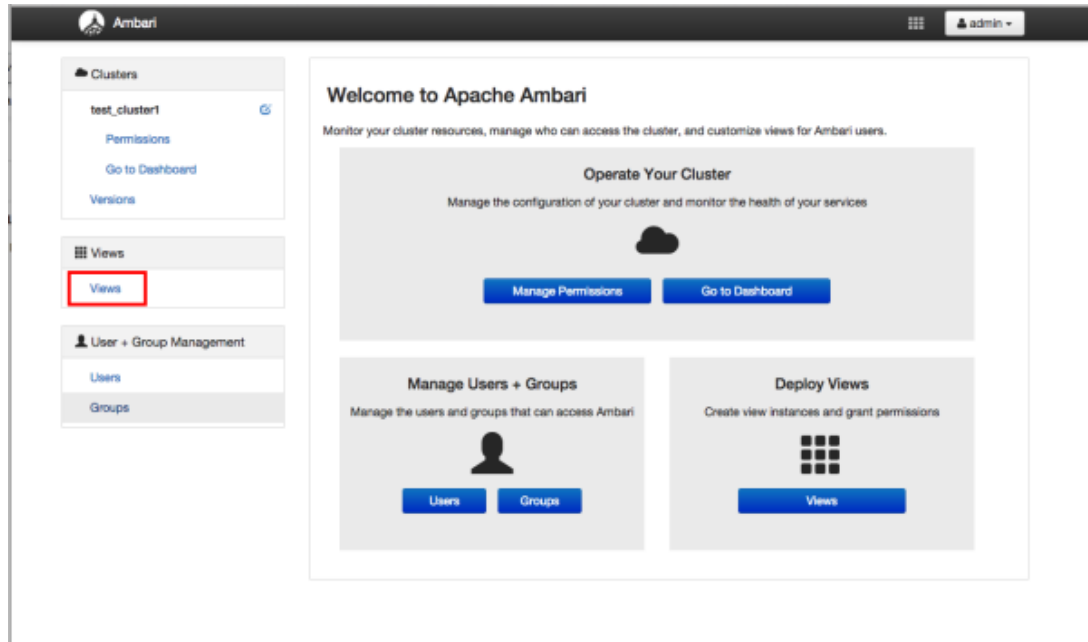 Ambari
admin
Clusters
test_cluster1
Permissions
Go to Dashboard
Versions
Views
Views
User + Group Management
Users
Groups
Welcome to Apache Ambari
Monitor your cluster resources, manage who can access the cluster, and customize views for Ambari users.
Operate Your Cluster
Manage the configuration of your cluster and monitor the health of your services
Manage Permissions
Go to Dashboard
Manage Users + Groups
Manage the users and groups that can access Ambari
Users
Groups
Deploy Views
Create view instances and grant permissions
Views